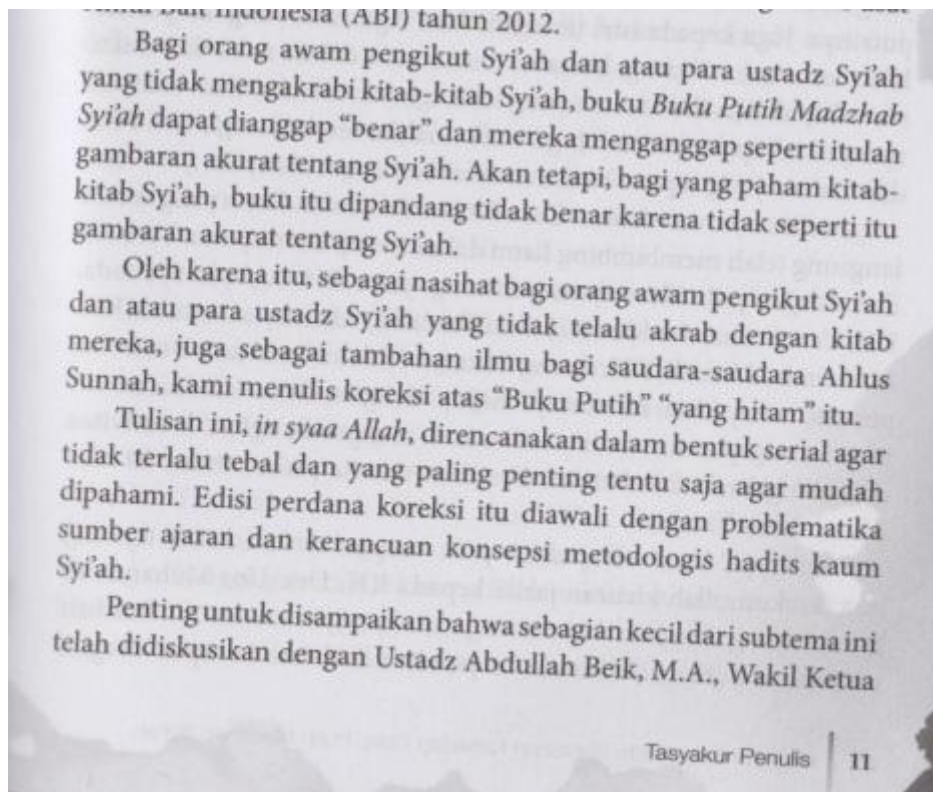 Indonesia (ABI) tahun 2012.
Bagi orang awam pengikut Syi'ah dan atau para ustadz Syi'ah
yang tidak mengakrabi kitab-kitab Syi'ah, buku Buku Putih Madzhab
Syi'ah dapat dianggap “benar” dan mereka menganggap seperti itulah
gambaran akurat tentang Syi'ah. Akan tetapi, bagi yang paham kitab-
kitab Syi'ah, buku itu dipandang tidak benar karena tidak seperti itu
gambaran akurat tentang Syi'ah.
Oleh karena itu, sebagai nasihat bagi orang awam pengikut Syi'ah
dan atau para ustadz Syi'ah yang tidak telalu akrab dengan kitab
mereka, juga sebagai tambahan ilmu bagi saudara-saudara Ahlus
Sunnah, kami menulis koreksi atas “Buku Putih” “yang hitam” itu.
Tulisan ini, in syaa Allah, direncanakan dalam bentuk serial agar
tidak terlalu tebal dan yang paling penting tentu saja agar mudah
dipahami. Edisi perdana koreksi itu diawali dengan problematika
sumber ajaran dan kerancuan konsepsi metodologis hadits kaum
Syi'ah.
Penting untuk disampaikan bahwa sebagian kecil dari subtema ini
telah didiskusikan dengan Ustadz Abdullah Beik, M.A., Wakil Ketua
Tasyakur Penulis | 11